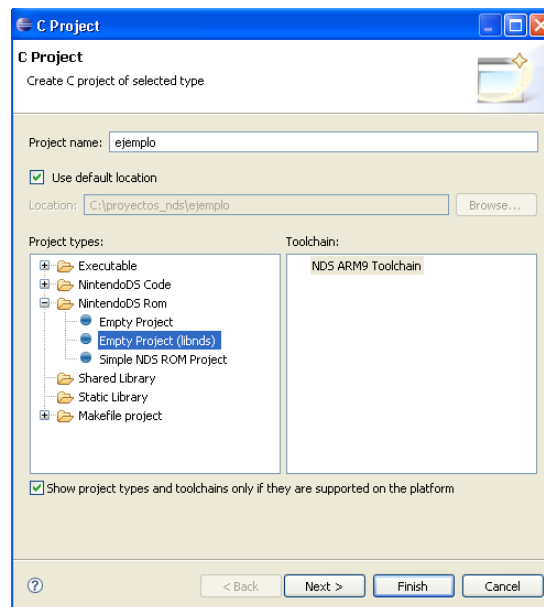 C Project
C Project
Create C project of selected type
Project name: ejemplo
Use default location
Location: C:\proyectos_nds\ejemplo Browse...
Project types: Toolchain:
Executable NDS ARM9 Toolchain
NintendoDS Code
NintendoDS Rom
Empty Project
Empty Project (libnds)
Simple NDS ROM Project
Shared Library
Static Library
Makefile project
Show project types and toolchains only if they are supported on the platform
? < Back Next > Finish Cancel